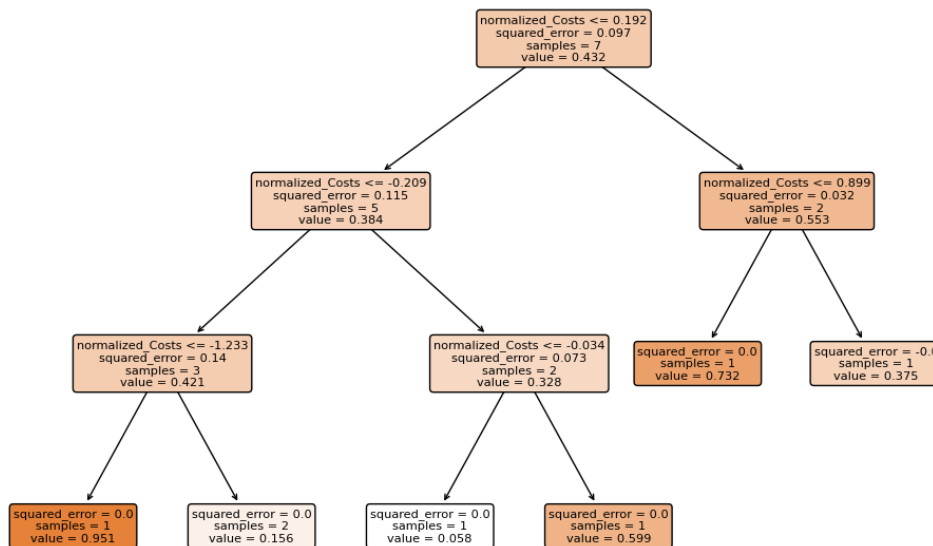 normalized_Costs <= 0.192
squared_error = 0.097
samples = 7
value = 0.432
normalized_Costs <= -0.209
squared_error = 0.115
samples = 5
value = 0.384
normalized_Costs <= 0.899
squared_error = 0.032
samples = 2
value = 0.553
normalized_Costs <= -1.233
squared_error = 0.14
samples = 3
value = 0.421
normalized_Costs <= -0.034
squared_error = 0.073
samples = 2
value = 0.328
squared_error = 0.0
samples = 1
value = 0.732
squared_error = -0.0
samples = 1
value = 0.375
squared_error = 0.0
samples = 1
value = 0.951
squared_error = 0.0
samples = 2
value = 0.156
squared_error = 0.0
samples = 1
value = 0.058
squared_error = 0.0
samples = 1
value = 0.599